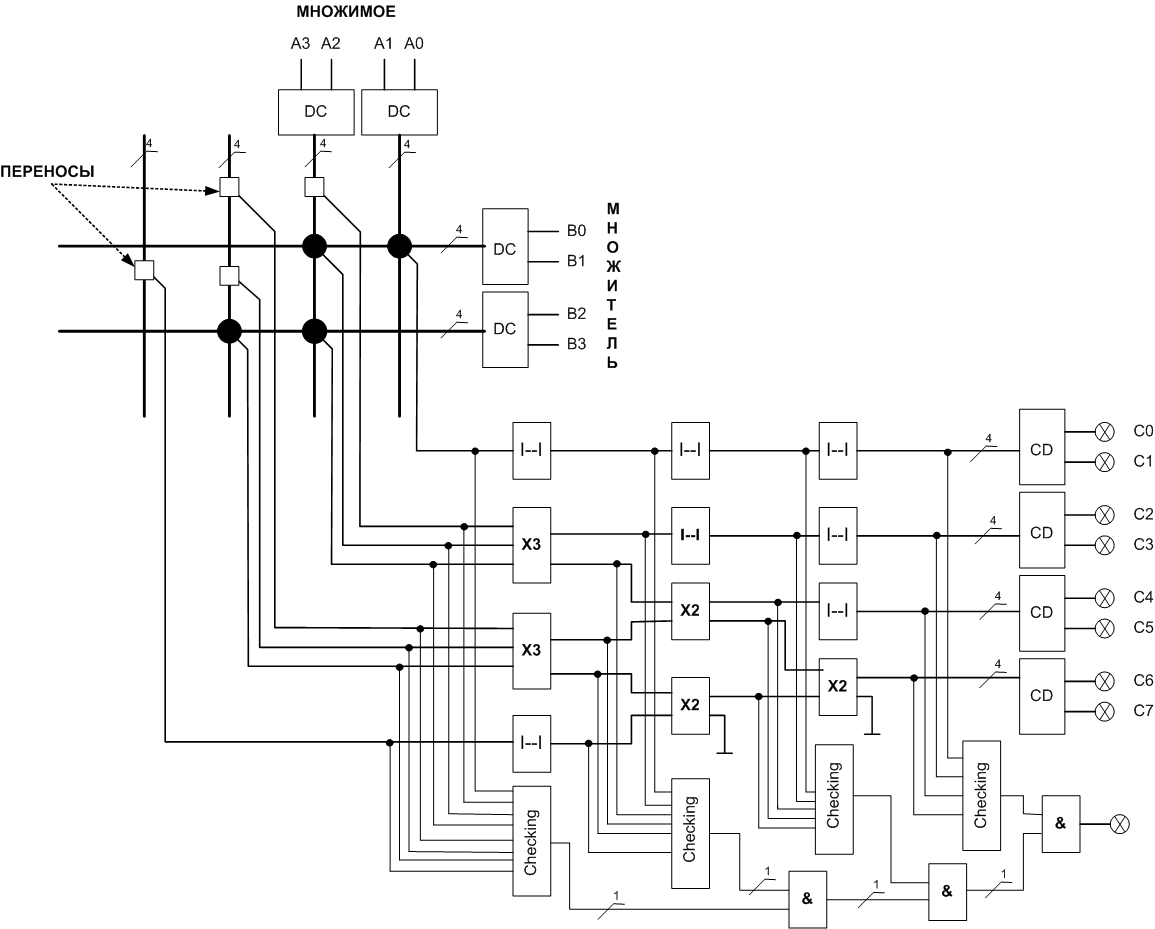 МНОЖИМОЕ
A3 A2 A1 A0
DC DC
4 4 4 4
ПЕРЕНОСЫ
МНОЖИТЕЛЬ
4 DC B0
B1
4 DC B2
B3
I--I I--I I--I 4 CD C0
C1
X3 I--I I--I 4 CD C2
C3
X2 I--I 4 CD C4
C5
X3 X2 X2 4 CD C6
C7
I--I
Checking Checking Checking Checking
&
1 & 1 & 1
1